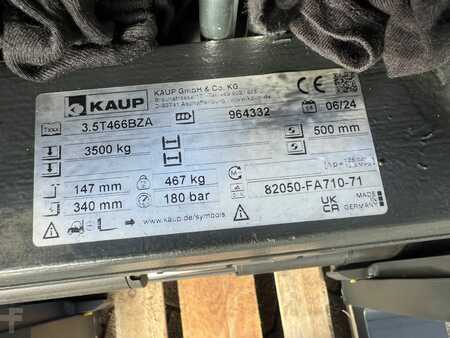 KAUP
KAUP GmbH & Co. KG
CE
3.5T466BZA
964332
06/24
3500 kg
500 mm
147 mm
467 kg
340 mm
180 bar
82050-FA710-71
www.kaup.de/symbols
UK
CA
MADE IN
GERMANY